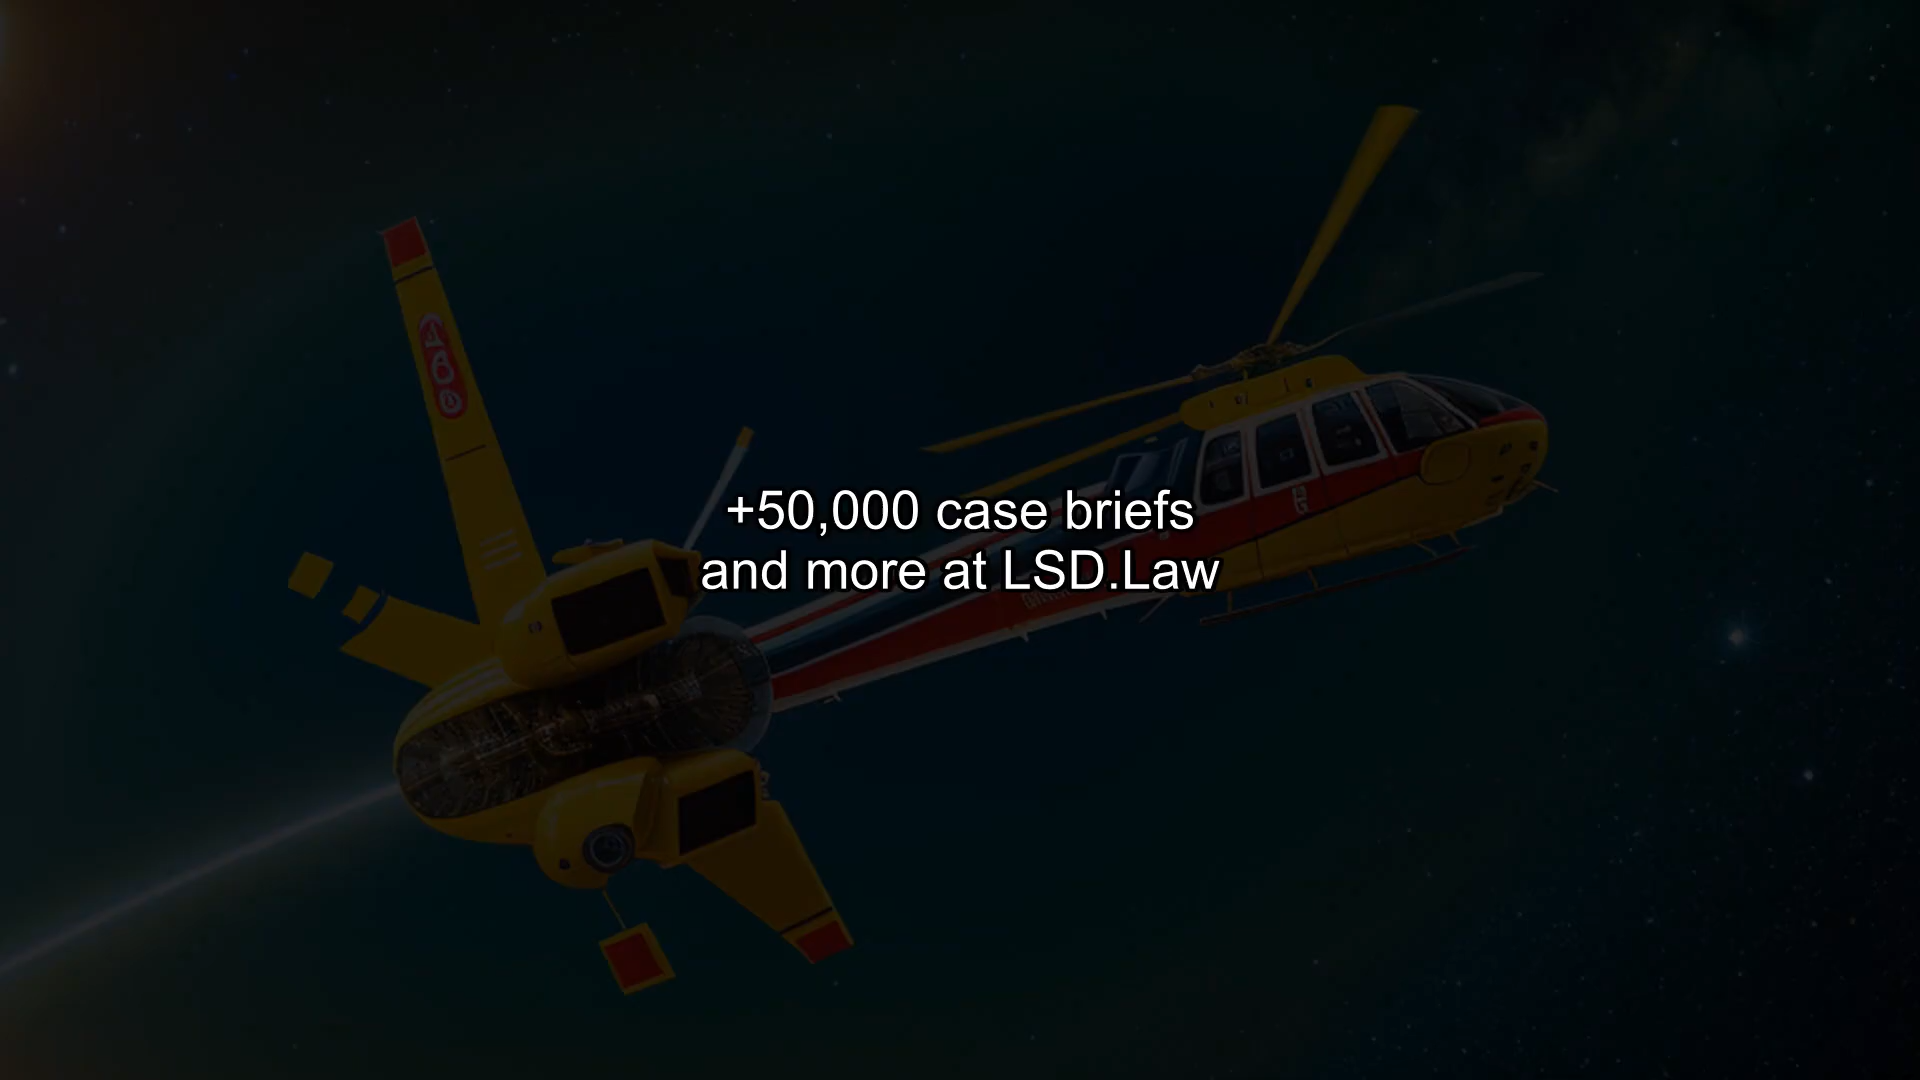 +50,000 case briefs
and more at LSD.Law